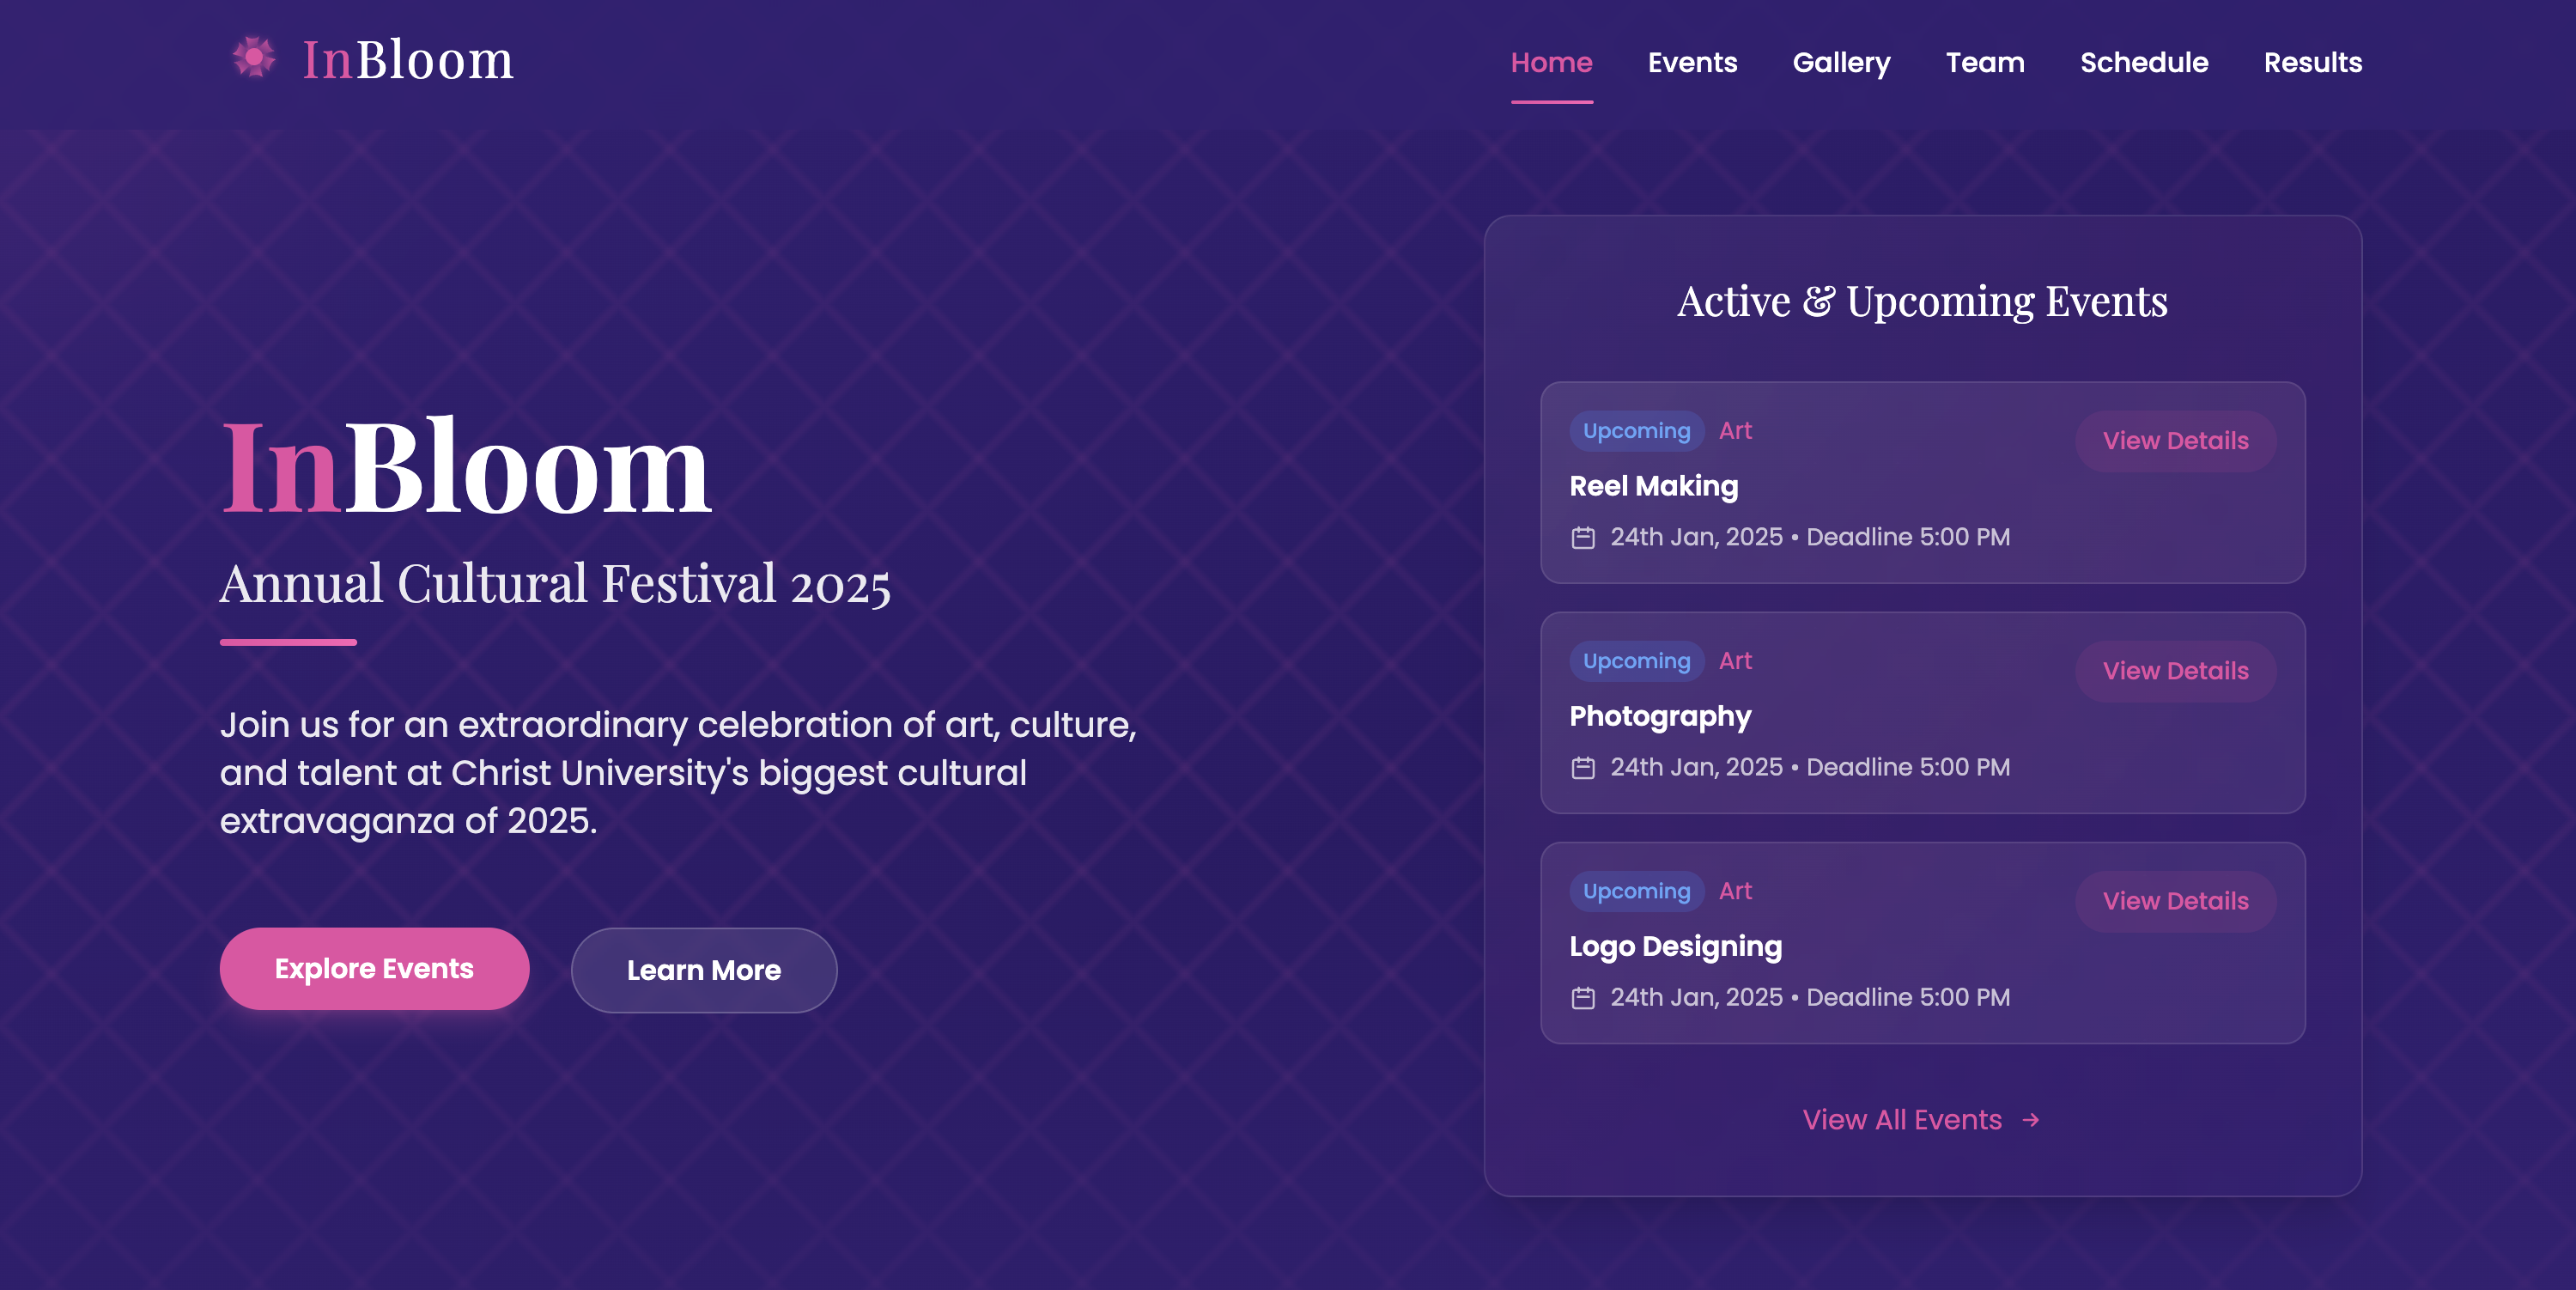 InBloom
Home Events Gallery Team Schedule Results
InBloom
Annual Cultural Festival 2025
Join us for an extraordinary celebration of art, culture,
and talent at Christ University's biggest cultural
extravaganza of 2025.
Explore Events
Learn More
Active & Upcoming Events
Upcoming Art
View Details
Reel Making
24th Jan, 2025 • Deadline 5:00 PM
Upcoming Art
View Details
Photography
24th Jan, 2025 • Deadline 5:00 PM
Upcoming Art
View Details
Logo Designing
24th Jan, 2025 • Deadline 5:00 PM
View All Events →